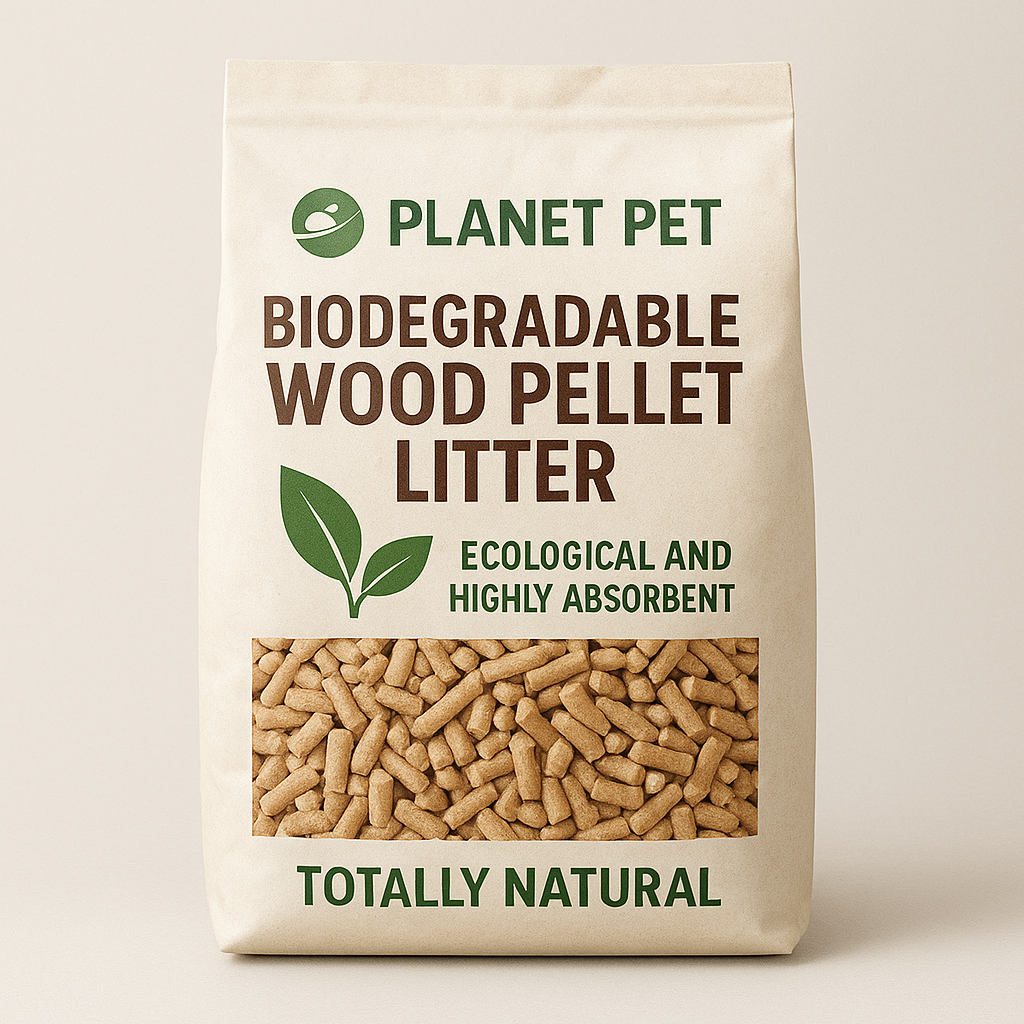 PLANET PET
BIODEGRADABLE
WOOD PELLET
LITTER
ECOLOGICAL AND
HIGHLY ABSORBENT
TOTALLY NATURAL